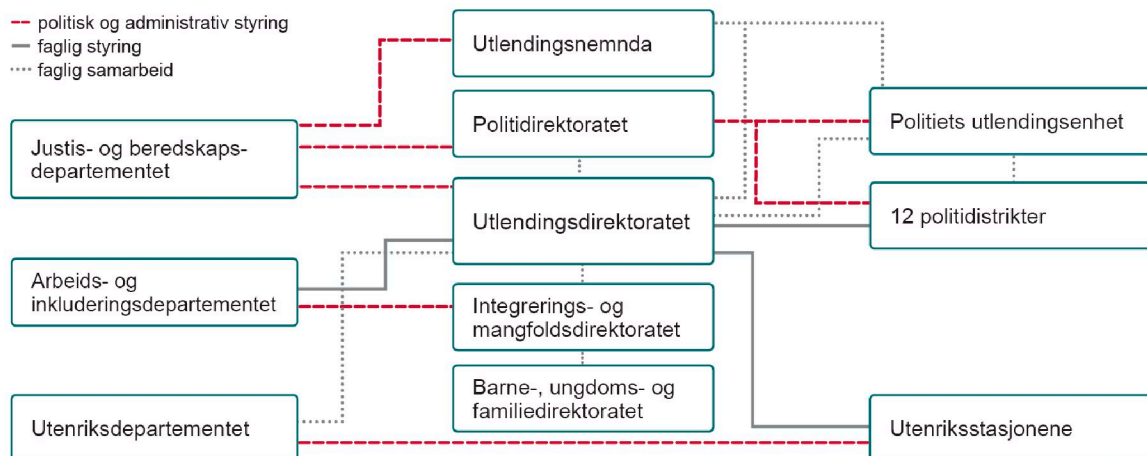 politisk og administrativ styring
faglig styring
faglig samarbeid
Utlendingsnemnda
Politidirektoratet
Politiets utlendingsenhet
Justis- og beredskaps-
departementet
Utlendingsdirektoratet
12 politidistrikter
Arbeids- og
inkluderingsdepartementet
Integrerings- og
mangfoldsdirektoratet
Barne-, ungdoms- og
familiedirektoratet
Utenriksdepartementet
Utenriksstasjonene